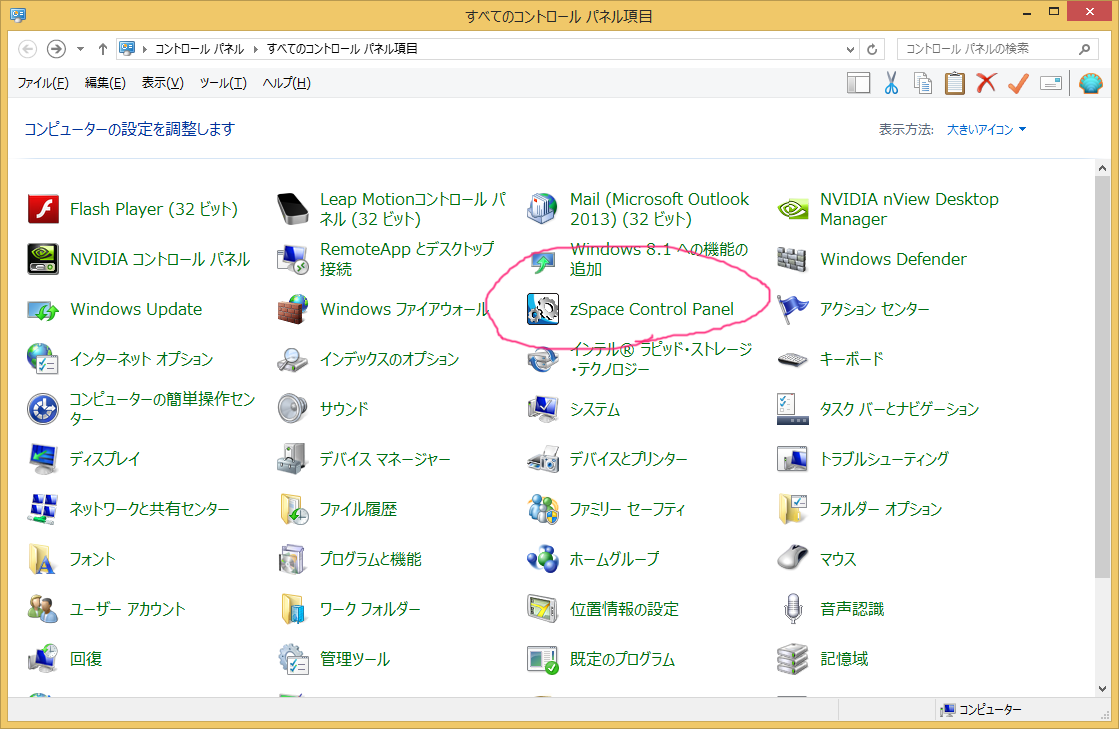 すべてのコントロール パネル項目
コントロール パネル
すべてのコントロール パネル項目
コントロール パネルの検索
ファイル(F)
編集(E)
表示(V)
ツール(T)
ヘルプ(H)
コンピューターの設定を調整します
表示方法:
大きいアイコン
Flash Player (32 ビット)
Leap Motionコントロール パ
ネル (32 ビット)
Mail (Microsoft Outlook
2013) (32 ビット)
NVIDIA nView Desktop
Manager
NVIDIA コントロール パネル
RemoteApp とデスクトップ
接続
Windows 8.1 への機能の
追加
Windows Defender
Windows Update
Windows ファイアウォール
zSpace Control Panel
アクション センター
インターネット オプション
インデックスのオプション
インテル® ラピッド・ストレージ
・テクノロジー
キーボード
コンピューターの簡単操作セン
ター
サウンド
システム
タスク バーとナビゲーション
ディスプレイ
デバイス マネージャー
デバイスとプリンター
トラブルシューティング
ネットワークと共有センター
ファイル履歴
ファミリー セーフティ
フォルダー オプション
フォント
プログラムと機能
ホームグループ
マウス
ユーザー アカウント
ワーク フォルダー
位置情報の設定
音声認識
回復
管理ツール
既定のプログラム
記憶域
コンピューター